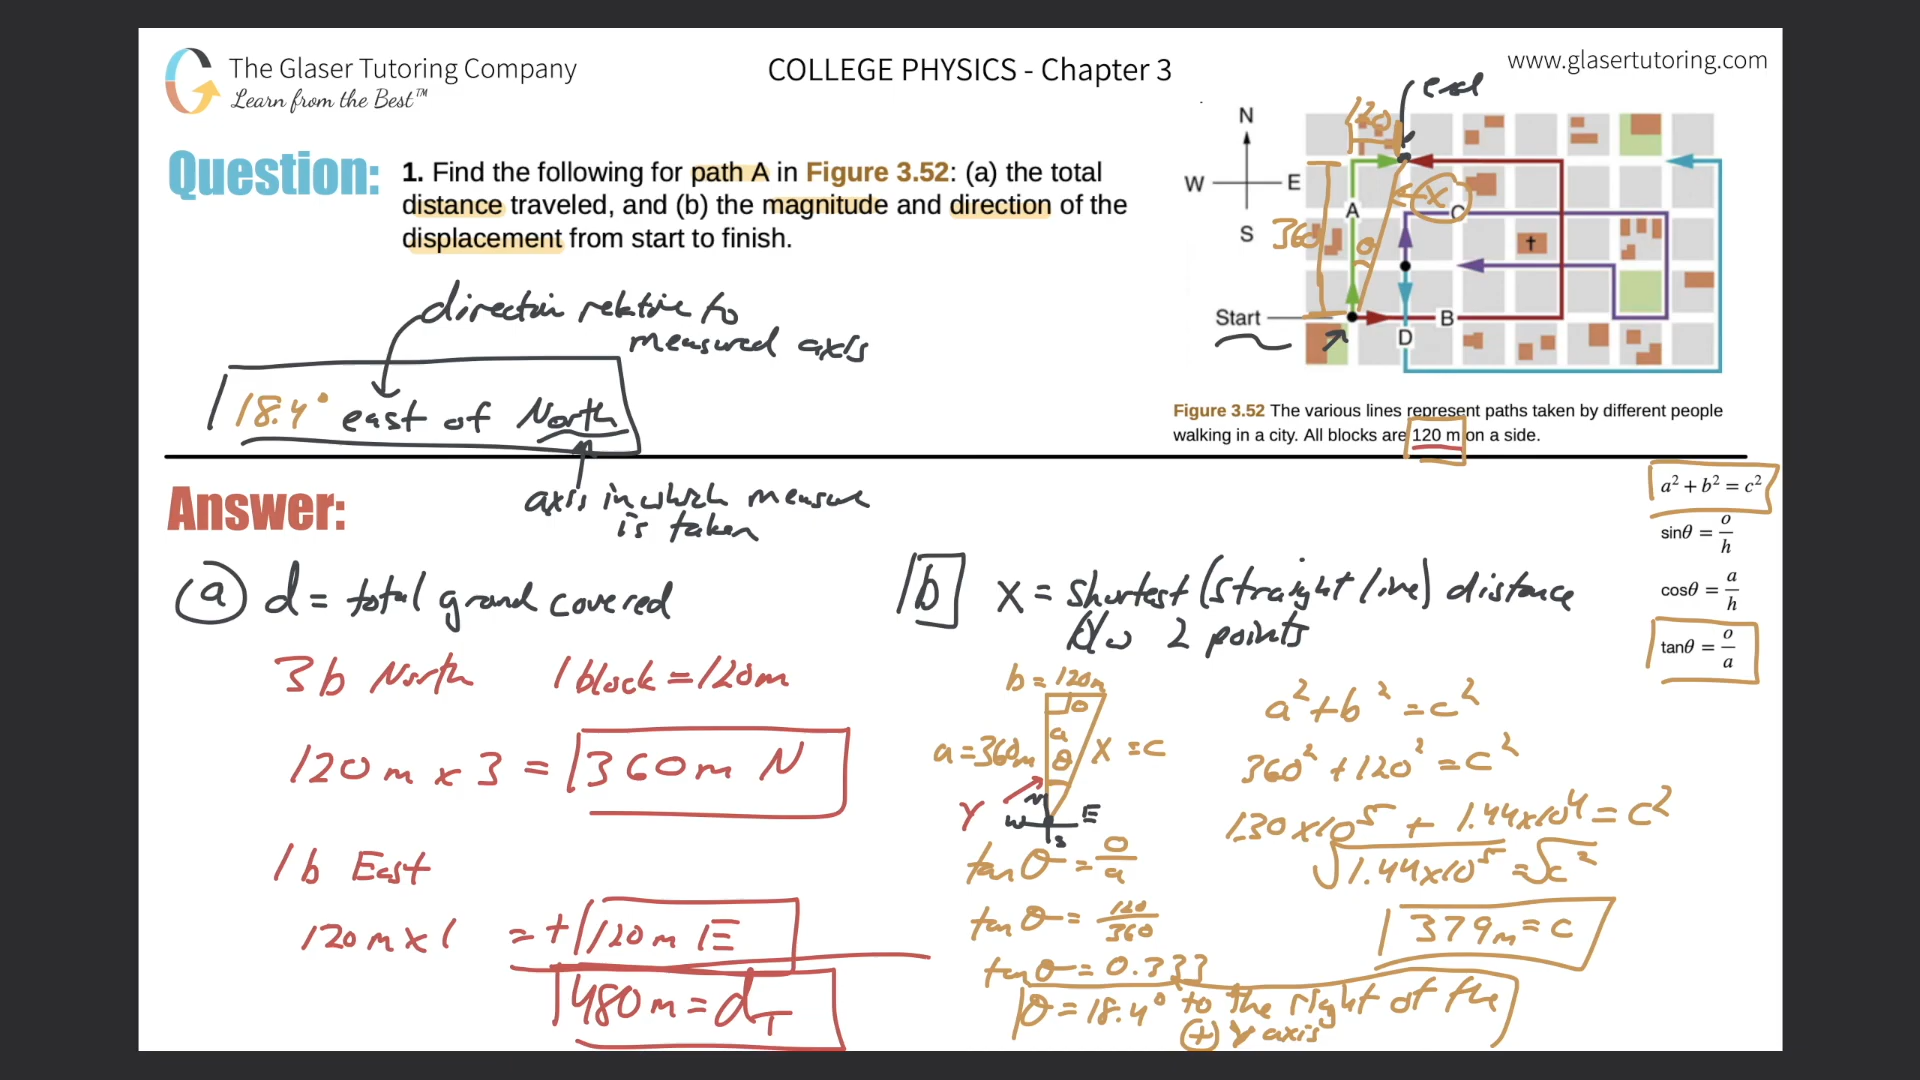 The Glaser Tutoring Company
Learn from the Best™
COLLEGE PHYSICS - Chapter 3
www.glasertutoring.com
Question:
1. Find the following for path A in Figure 3.52: (a) the total
distance traveled, and (b) the magnitude and direction of the
displacement from start to finish.
direction relative to
measured axis
18.4° east of North
axis in which measure
is taken
end
120
N
W
E
S
360
A
θ
x
C
Start
B
D
Figure 3.52 The various lines represent paths taken by different people
walking in a city. All blocks are 120 m on a side.
a² + b² = c²
sinθ = o/h
cosθ = a/h
tanθ = o/a
Answer:
(a) d = total ground covered
3b North 1 block = 120m
120 m x 3 = 360m N
1b East
120m x 1 = + 120m E
480m = d_T
b x = shortest (straight line) distance
b/w 2 points
b = 120m
o
a
a = 360m
θ
x = c
Y
N
W
E
S
tan θ = o/a
tan θ = 120/360
tan θ = 0.333
θ = 18.4° to the right of the
(+) Y axis
a² + b² = c²
360² + 120² = c²
1.30 x10⁵ + 1.44x10⁴ = c²
√1.44x10⁵ = √c²
379m = c